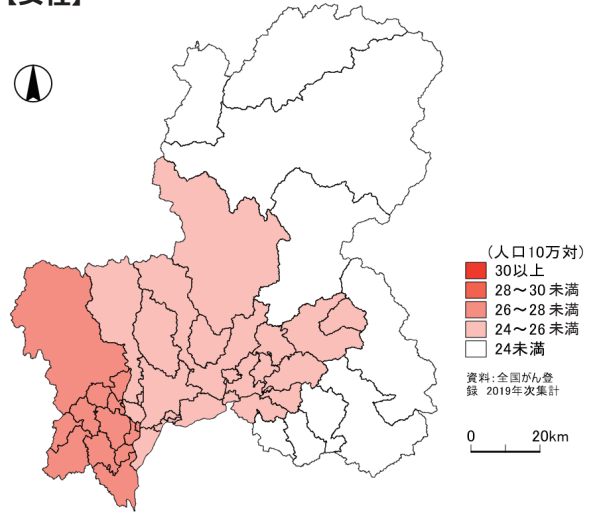 【女性】
(人口10万対)
30以上
28～30未満
26～28未満
24～26未満
24未満
資料:全国がん登
録 2019年次集計
0 20km